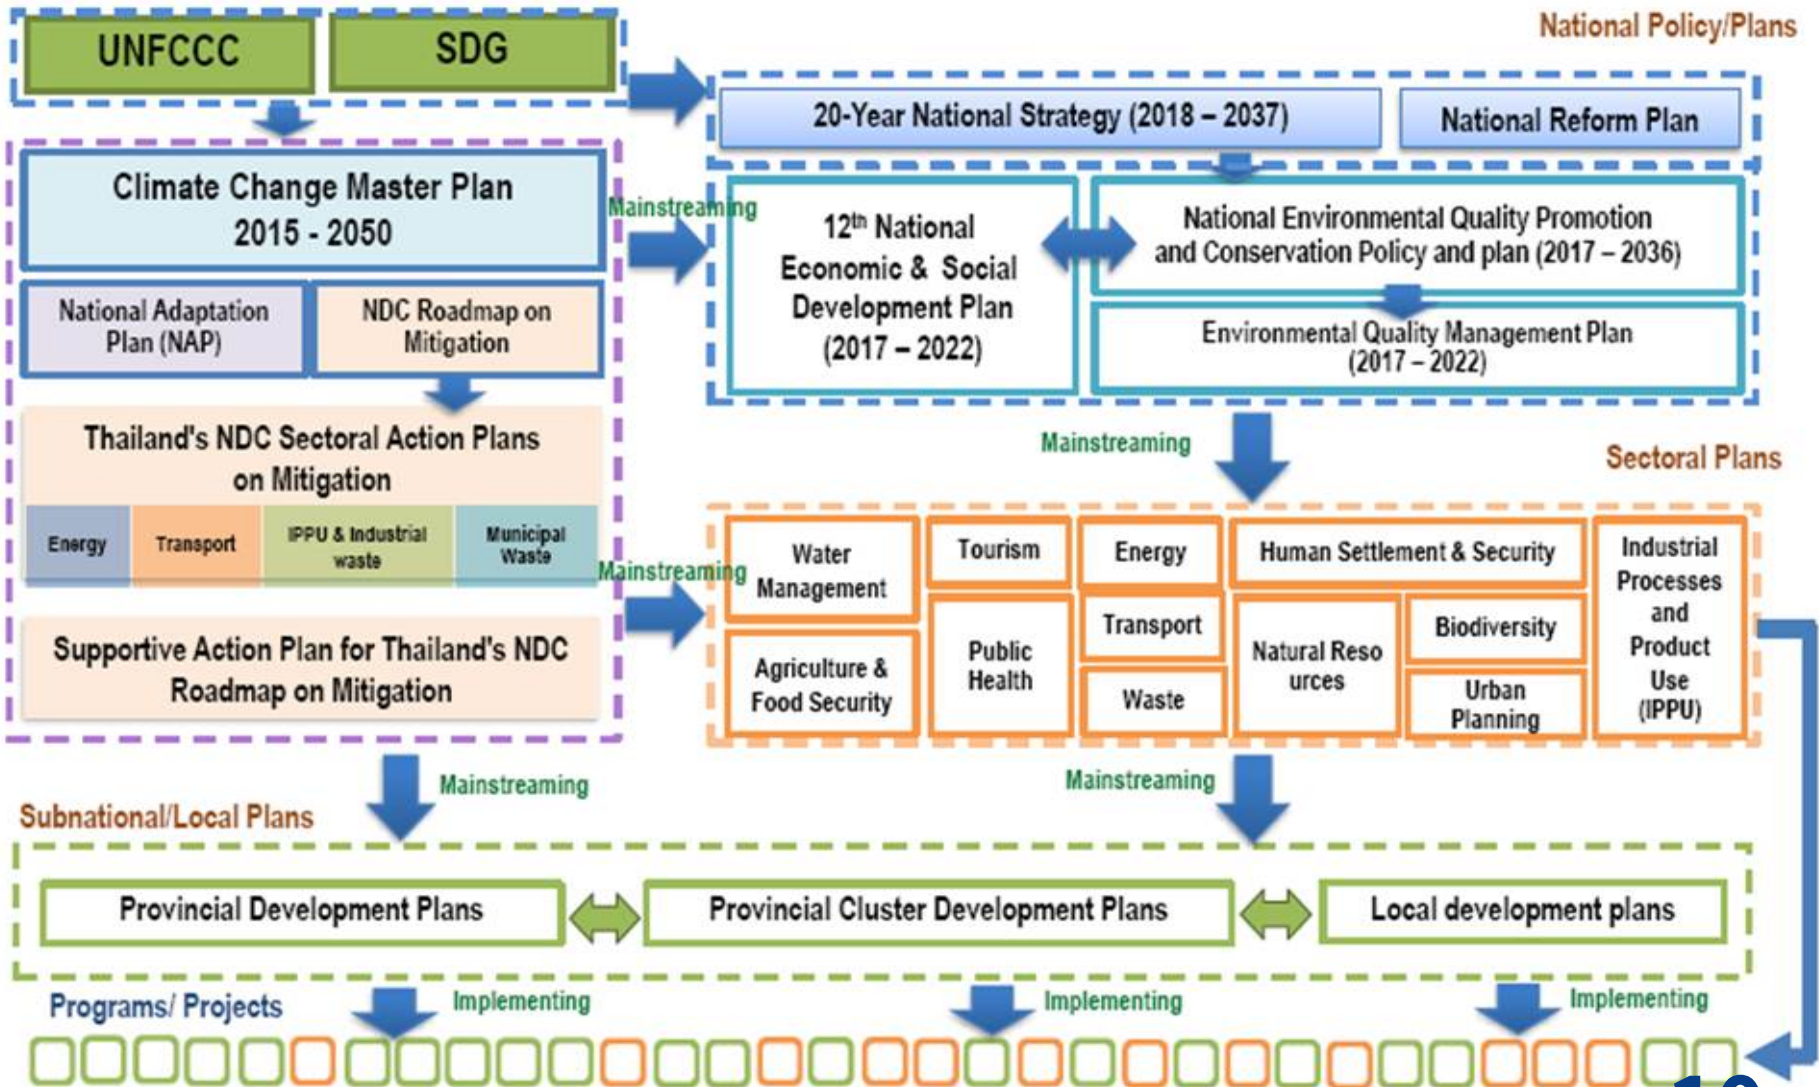 UNFCCC
SDG
National Policy/Plans
20-Year National Strategy (2018 – 2037)
National Reform Plan
Climate Change Master Plan
2015 - 2050
Mainstreaming
12th National
Economic & Social
Development Plan
(2017 – 2022)
National Environmental Quality Promotion
and Conservation Policy and plan (2017 – 2036)
Environmental Quality Management Plan
(2017 – 2022)
National Adaptation
Plan (NAP)
NDC Roadmap on
Mitigation
Thailand's NDC Sectoral Action Plans
on Mitigation
Energy
Transport
IPPU & Industrial
waste
Municipal
Waste
Supportive Action Plan for Thailand's NDC
Roadmap on Mitigation
Mainstreaming
Mainstreaming
Sectoral Plans
Water
Management
Agriculture &
Food Security
Tourism
Public
Health
Energy
Transport
Waste
Human Settlement & Security
Natural Reso
urces
Biodiversity
Urban
Planning
Industrial
Processes
and
Product
Use
(IPPU)
Mainstreaming
Mainstreaming
Subnational/Local Plans
Provincial Development Plans
Provincial Cluster Development Plans
Local development plans
Programs/ Projects
Implementing
Implementing
Implementing